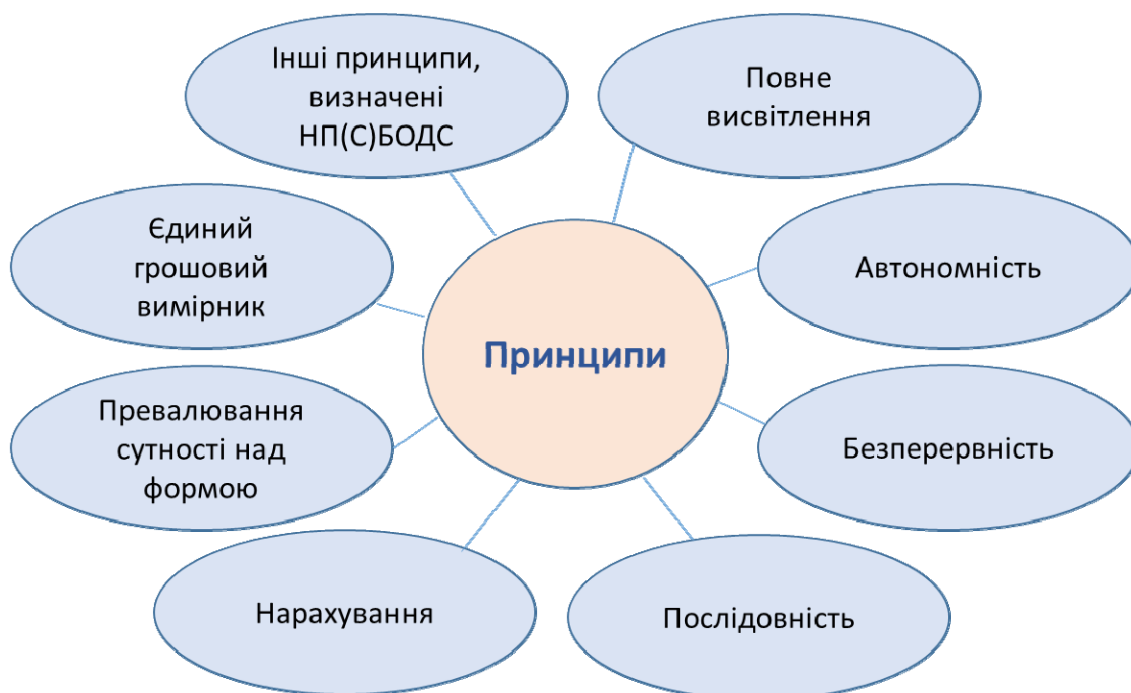 Інші принципи,
визначені
НП(С)БОДС
Повне
висвітлення
Єдиний
грошовий
вимірник
Автономність
Принципи
Превалювання
сутності над
формою
Безперервність
Нарахування
Послідовність